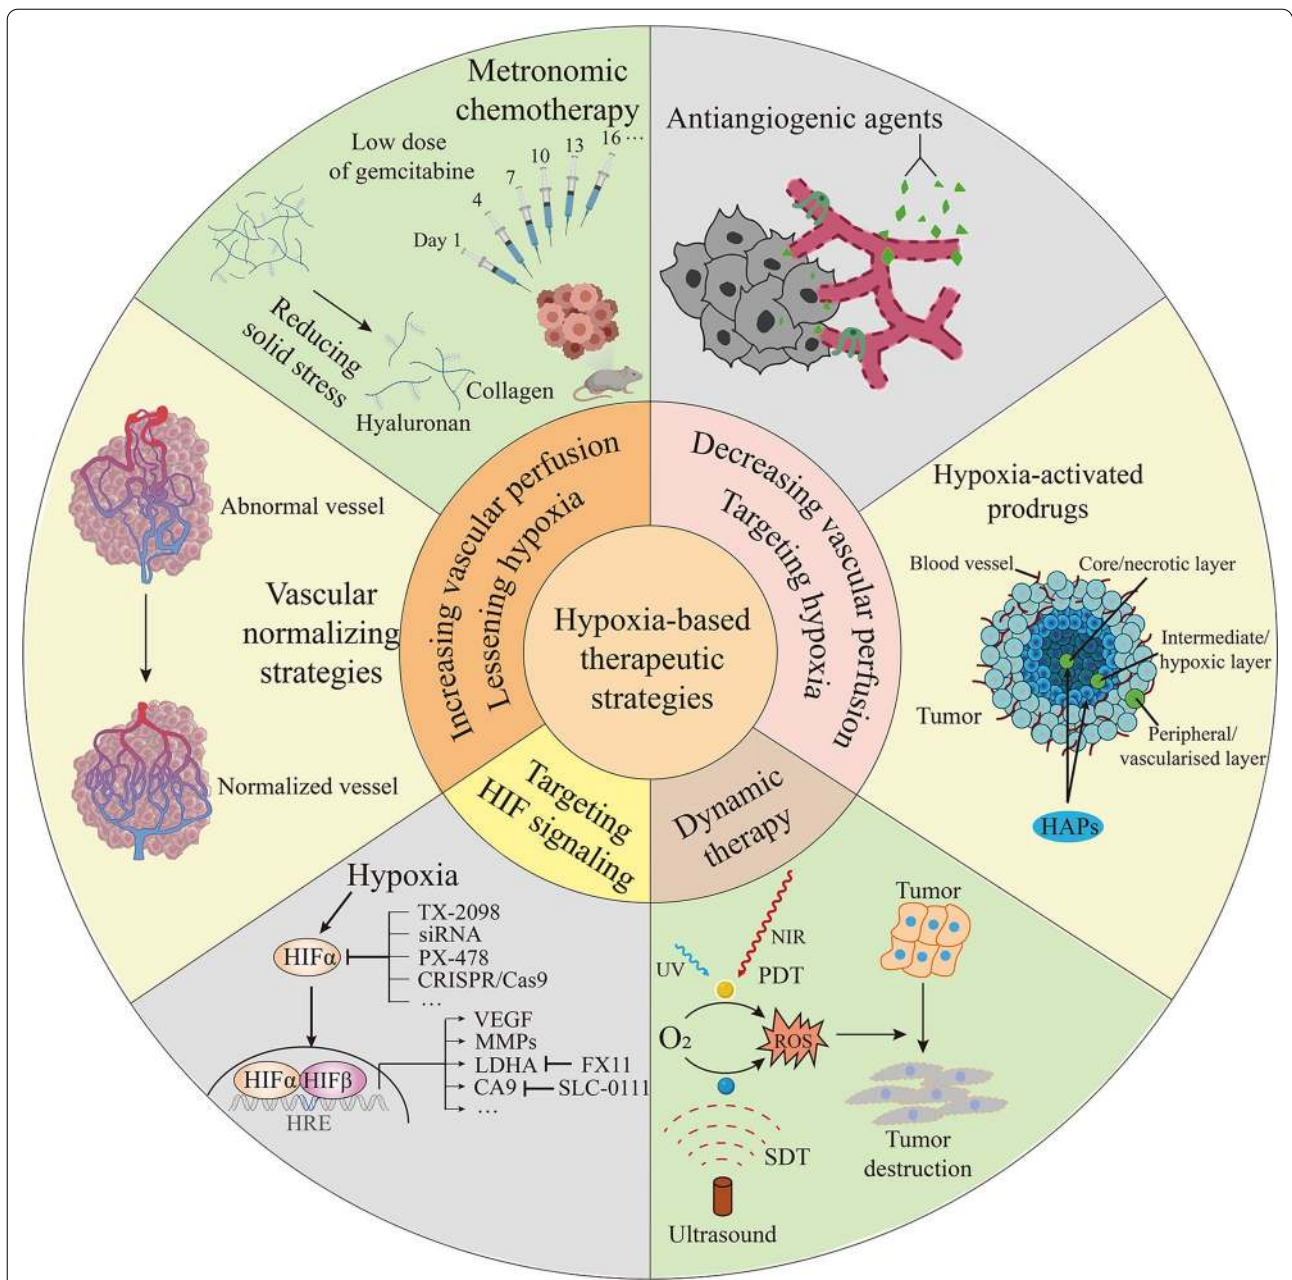 Metronomic
chemotherapy
Low dose
of gemcitabine
Day 1
4
7
10
13
16 ...
Reducing
solid stress
Collagen
Hyaluronan
Antiangiogenic agents
Abnormal vessel
Vascular
normalizing
strategies
Normalized vessel
Increasing vascular perfusion
Lessening hypoxia
Decreasing vascular perfusion
Targeting hypoxia
Hypoxia-based
therapeutic
strategies
Targeting
HIF signaling
Dynamic
therapy
Hypoxia-activated
prodrugs
Blood vessel
Core/necrotic layer
Intermediate/
hypoxic layer
Tumor
Peripheral/
vascularised layer
HAPs
Hypoxia
HIFα
TX-2098
siRNA
PX-478
CRISPR/Cas9
...
VEGF
MMPs
LDHA
FX11
CA9
SLC-0111
...
HIFα
HIFβ
HRE
UV
NIR
PDT
O2
ROS
SDT
Ultrasound
Tumor
Tumor
destruction